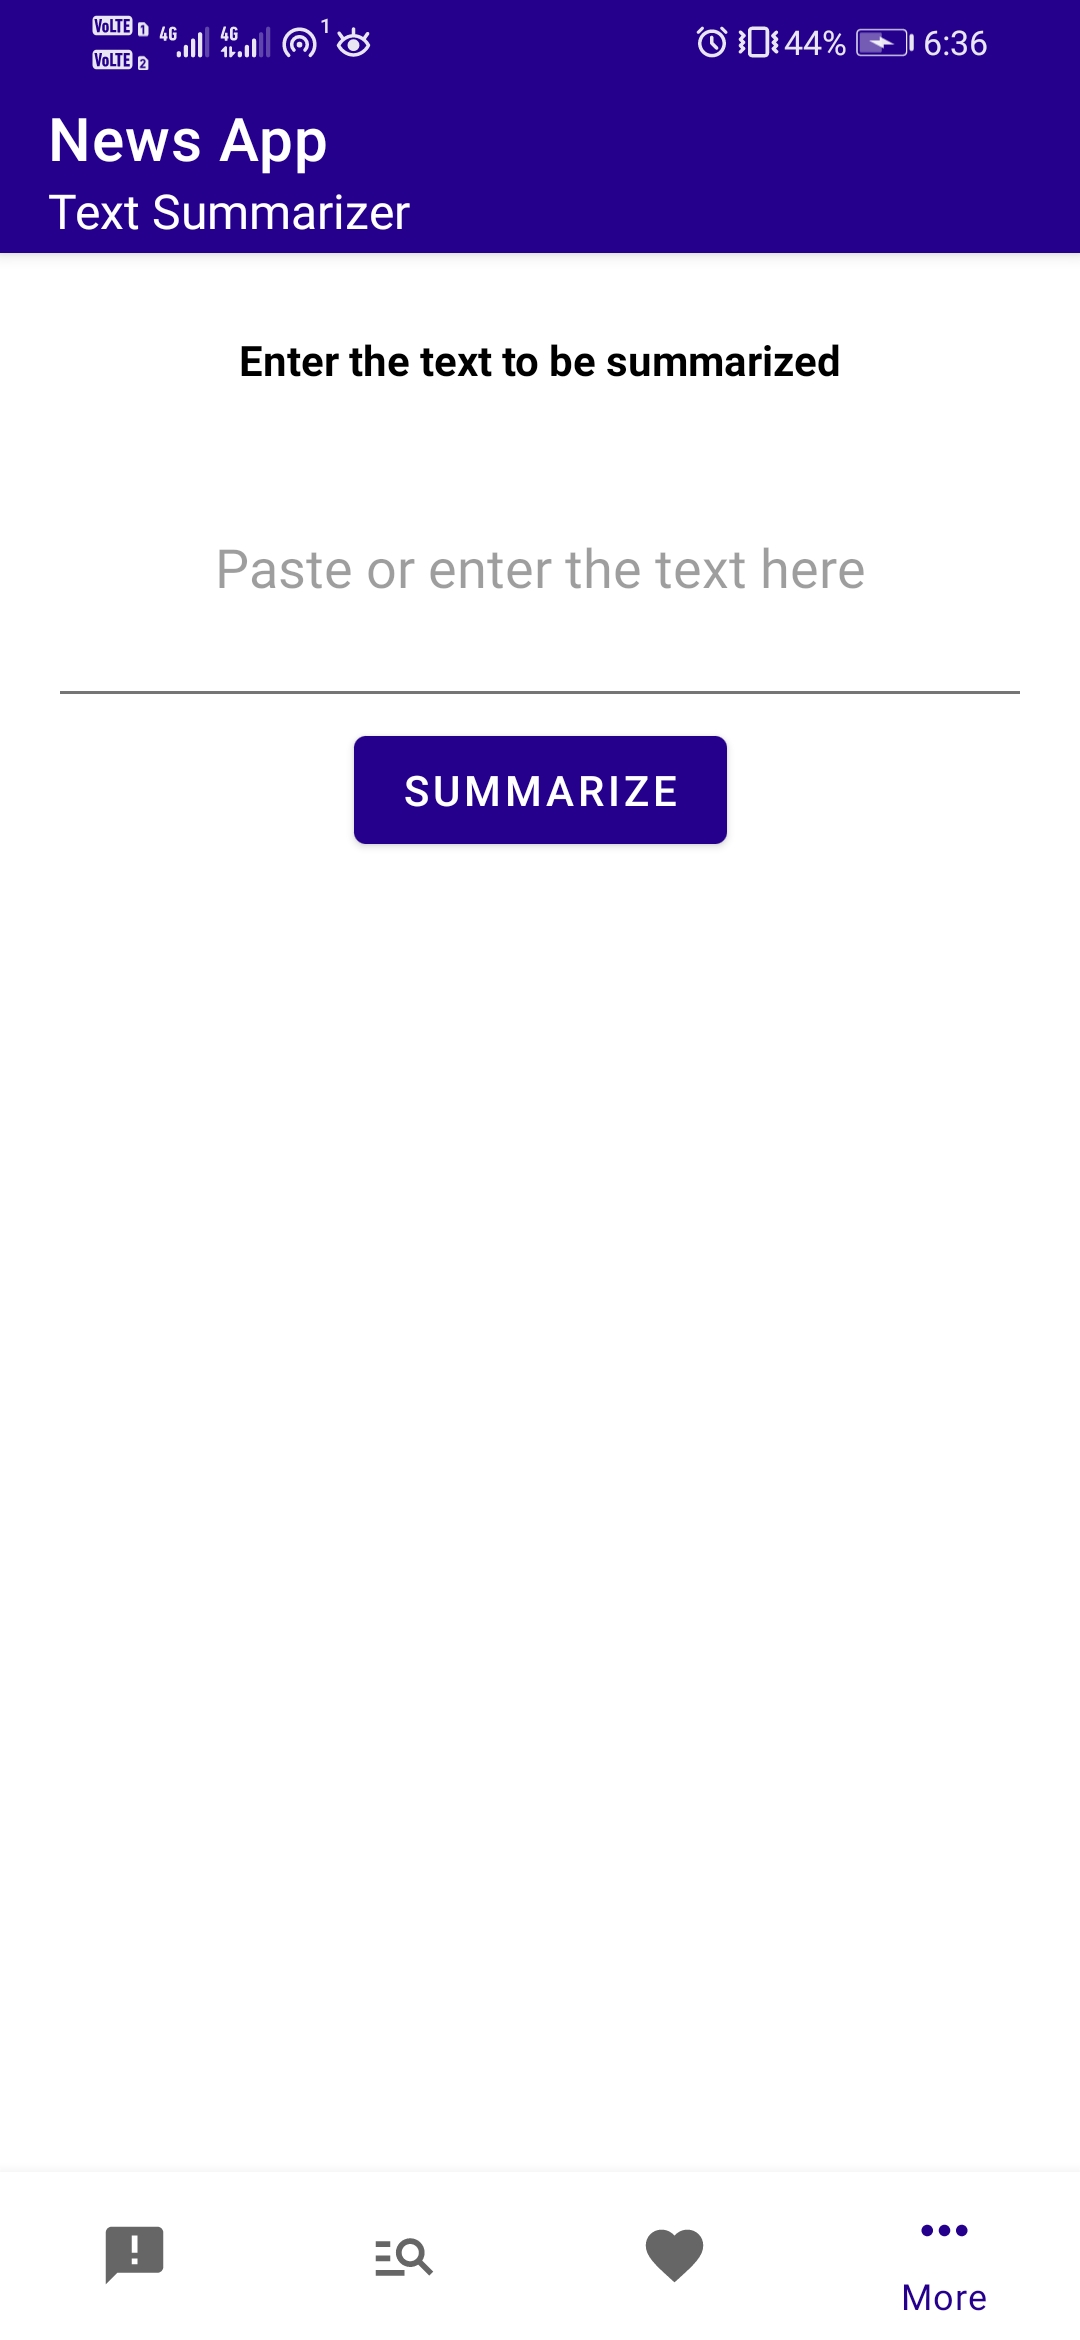 VoLTE 1 4G 4G 1 44% 6:36
VoLTE 2
News App
Text Summarizer
Enter the text to be summarized
Paste or enter the text here
SUMMARIZE
More